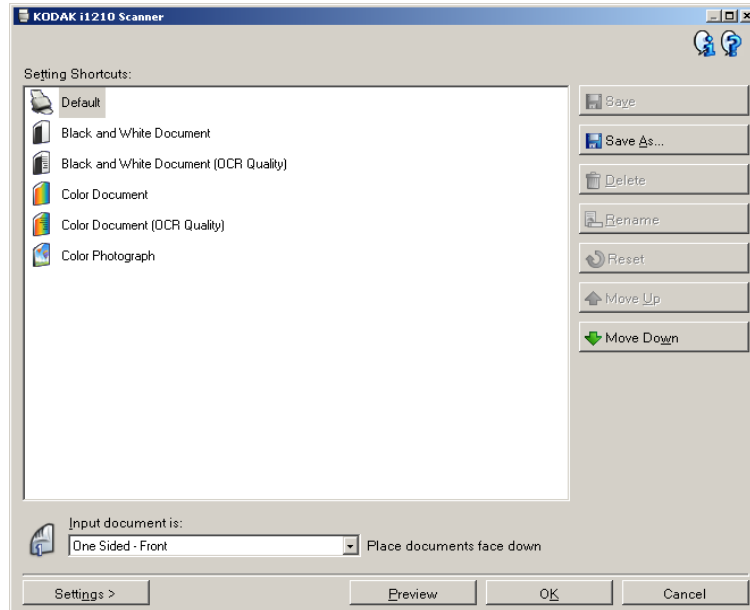 KODAK i1210 Scanner
Setting Shortcuts:
Default
Black and White Document
Black and White Document (OCR Quality)
Color Document
Color Document (OCR Quality)
Color Photograph
Save
Save As...
Delete
Rename
Reset
Move Up
Move Down
Input document is:
One Sided - Front
Place documents face down
Settings >
Preview
OK
Cancel